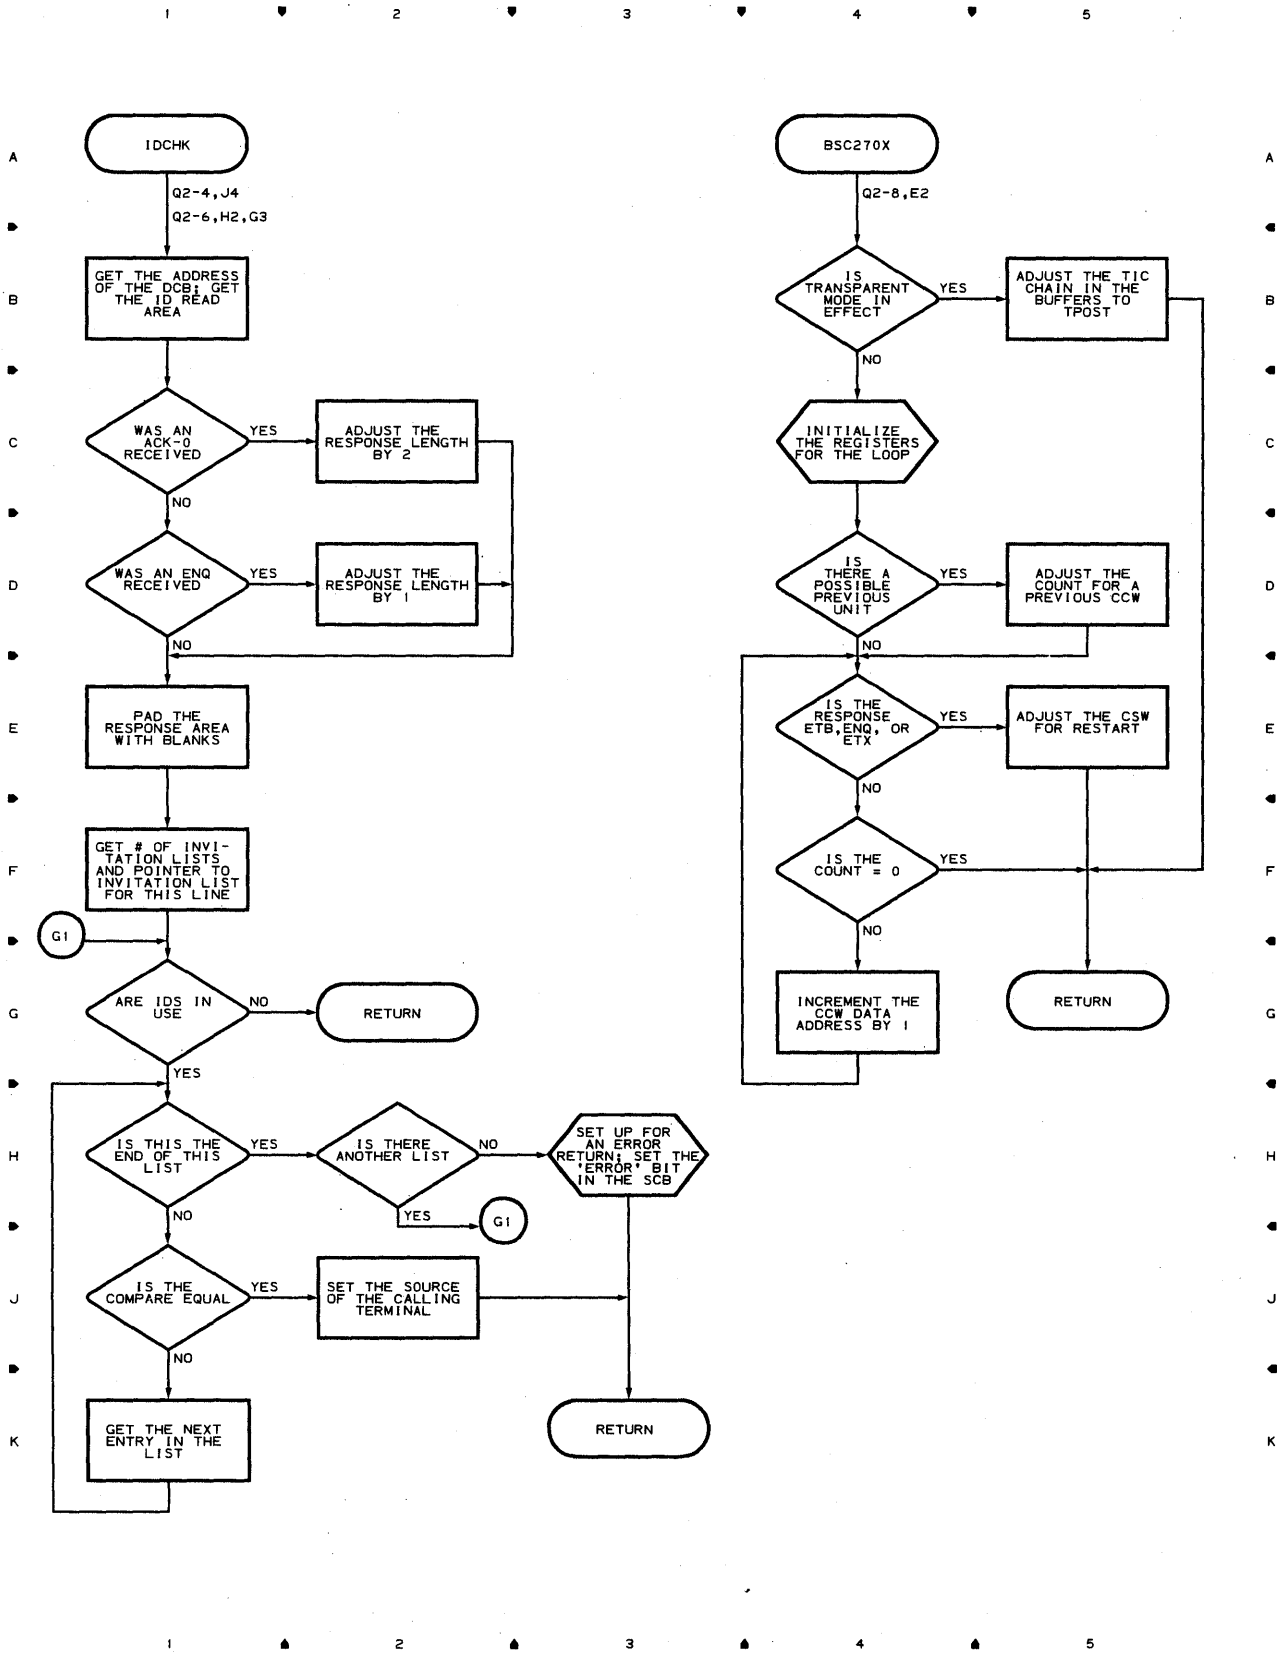 1 2 3 4 5
A A
IDCHK
Q2-4,J4
Q2-6,H2,G3
B B
GET THE ADDRESS
OF THE DCB; GET
THE ID READ
AREA
C C
WAS AN
ACK-0
RECEIVED
YES
NO
ADJUST THE
RESPONSE LENGTH
BY 2
D D
WAS AN ENQ
RECEIVED
YES
NO
ADJUST THE
RESPONSE LENGTH
BY 1
E E
PAD THE
RESPONSE AREA
WITH BLANKS
F F
GET # OF INVI-
TATION LISTS
AND POINTER TO
INVITATION LIST
FOR THIS LINE
G1
G G
ARE IDS IN
USE
NO
YES
RETURN
H H
IS THIS THE
END OF THIS
LIST
YES
NO
IS THERE
ANOTHER LIST
NO
YES
G1
SET UP FOR
AN ERROR
RETURN; SET THE
'ERROR' BIT
IN THE SCB
J J
IS THE
COMPARE EQUAL
YES
NO
SET THE SOURCE
OF THE CALLING
TERMINAL
K K
GET THE NEXT
ENTRY IN THE
LIST
RETURN
BSC270X
Q2-8,E2
IS
TRANSPARENT
MODE IN
EFFECT
YES
NO
ADJUST THE TIC
CHAIN IN THE
BUFFERS TO
TPOST
INITIALIZE
THE REGISTERS
FOR THE LOOP
IS
THERE A
POSSIBLE
PREVIOUS
UNIT
YES
NO
ADJUST THE
COUNT FOR A
PREVIOUS CCW
IS THE
RESPONSE
ETB,ENQ, OR
ETX
YES
NO
ADJUST THE CSW
FOR RESTART
IS THE
COUNT = 0
YES
NO
INCREMENT THE
CCW DATA
ADDRESS BY 1
RETURN
1 2 3 4 5